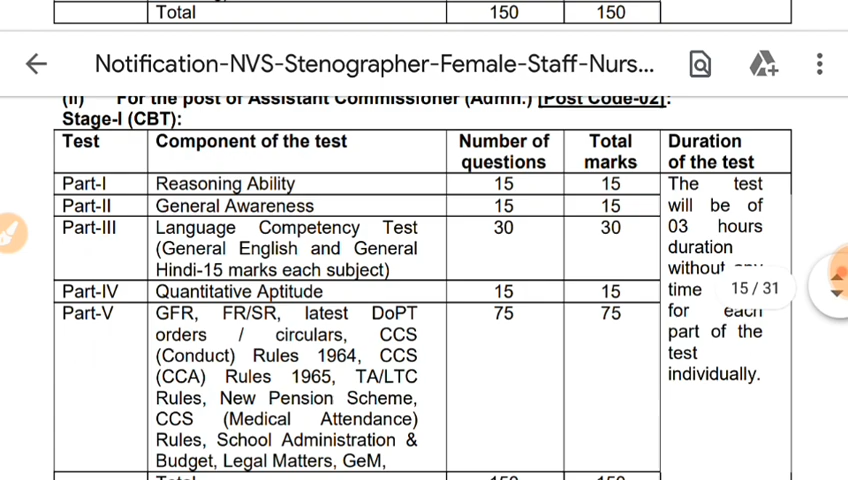 Total 150 150
Notification-NVS-Stenographer-Female-Staff-Nurs...
(II) For the post of Assistant Commissioner (Admn.) [Post Code-02]:
Stage-I (CBT):
Test Component of the test Number of questions Total marks Duration of the test
Part-I Reasoning Ability 15 15 The test
Part-II General Awareness 15 15 will be of
Part-III Language Competency Test 30 30 03 hours
(General English and General duration
Hindi-15 marks each subject) without
Part-IV Quantitative Aptitude 15 15 time 15 / 31
Part-V GFR, FR/SR, latest DoPT 75 75 for each
orders / circulars, CCS part of the
(Conduct) Rules 1964, CCS test
(CCA) Rules 1965, TA/LTC individually.
Rules, New Pension Scheme,
CCS (Medical Attendance)
Rules, School Administration &
Budget, Legal Matters, GeM,
Total 150 150